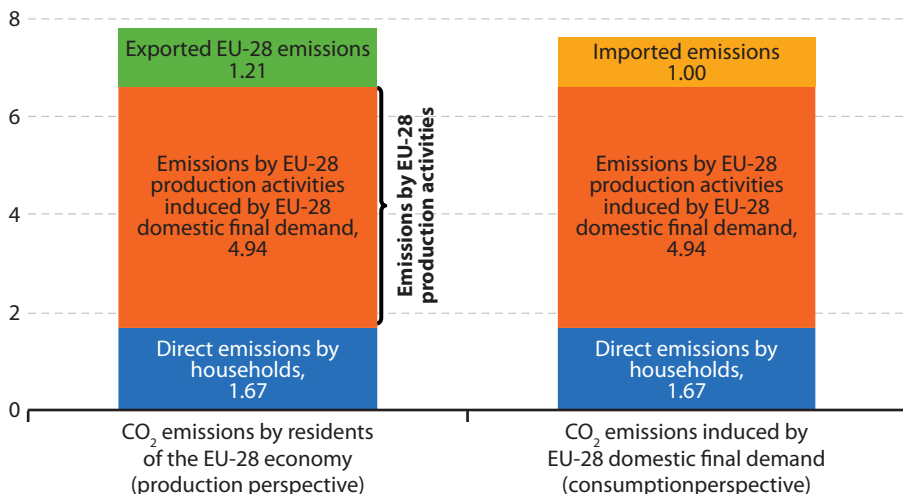 8
6
4
2
0
Exported EU-28 emissions
1.21
Emissions by EU-28
production activities
induced by EU-28
domestic final demand,
4.94
Direct emissions by
households,
1.67
Emissions by EU-28
production activities
Imported emissions
1.00
Emissions by EU-28
production activities
induced by EU-28
domestic final demand,
4.94
Direct emissions by
households,
1.67
CO₂ emissions by residents
of the EU-28 economy
(production perspective)
CO₂ emissions induced by
EU-28 domestic final demand
(consumptionperspective)